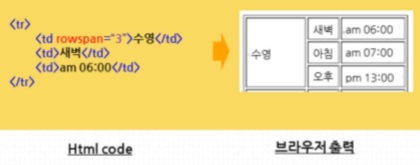 <tr>
<td rowspan="3">수영</td>
<td>새벽</td>
<td>am 06:00</td>
</tr>
수영
새벽 am 06:00
아침 am 07:00
오후 pm 13:00
Html code
브라우저 출력